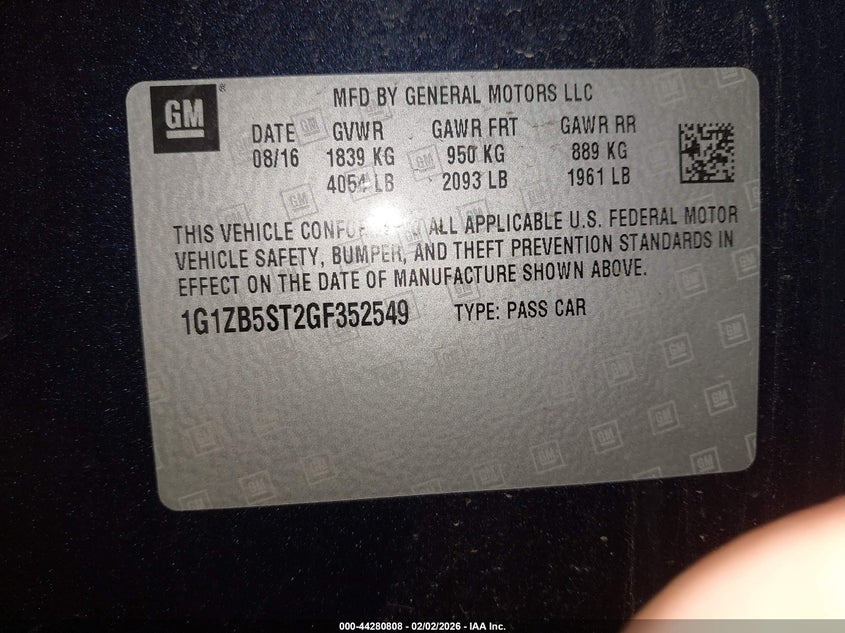 GM
MFD BY GENERAL MOTORS LLC
DATE GVWR GAWR FRT GAWR RR
08/16 1839 KG 950 KG 889 KG
4054 LB 2093 LB 1961 LB
THIS VEHICLE ALL APPLICABLE U.S. FEDERAL MOTOR
VEHICLE SAFETY, BUMPER, AND THEFT PREVENTION STANDARDS IN
EFFECT ON THE DATE OF MANUFACTURE SHOWN ABOVE.
1G1ZB5ST2GF352549 TYPE: PASS CAR
000-44280808 - 02/02/2026 - IAA Inc.